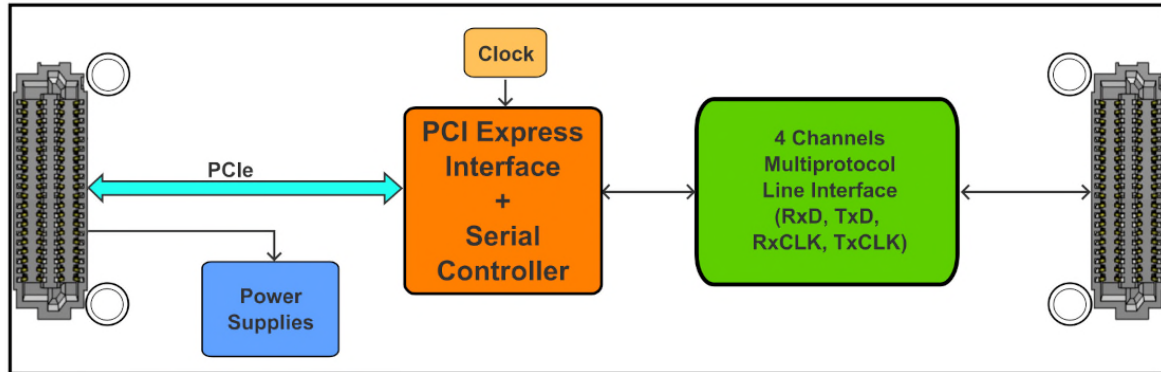 Clock
PCIe
PCI Express
Interface
+
Serial
Controller
4 Channels
Multiprotocol
Line Interface
(RxD, TxD,
RxCLK, TxCLK)
Power
Supplies